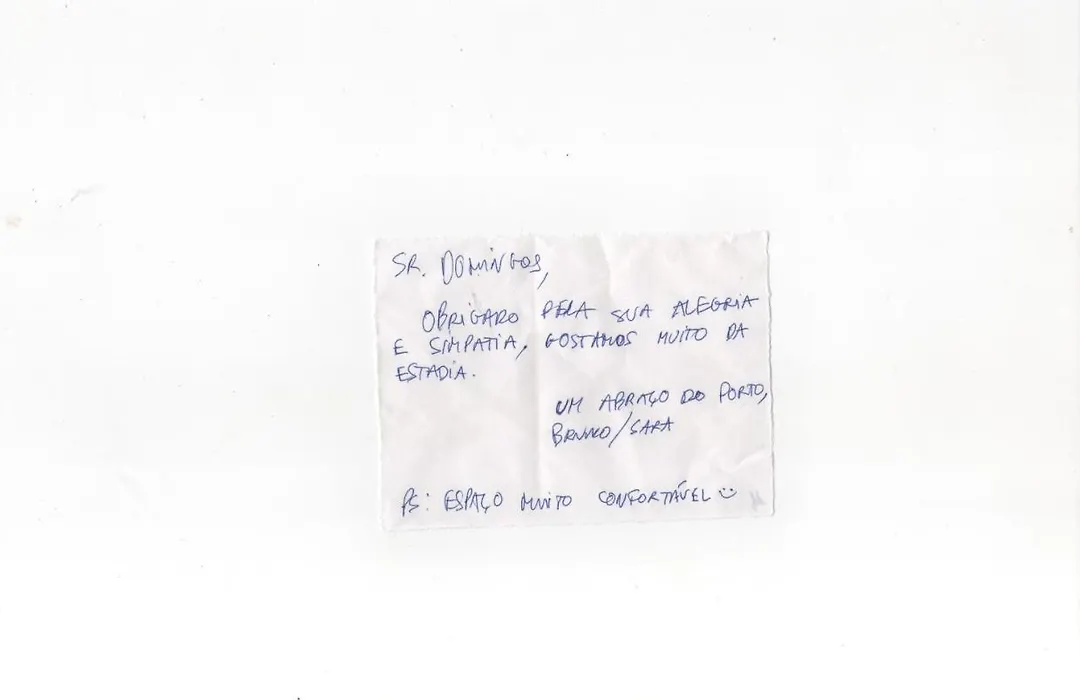 SR. DOMINGOS,
OBRIGADO PELA SUA ALEGRIA
E SIMPATIA, GOSTAMOS MUITO DA
ESTADIA.
UM ABRAÇO DO PORTO,
BRUNO/SARA
PS: ESPAÇO MUITO CONFORTÁVEL :)